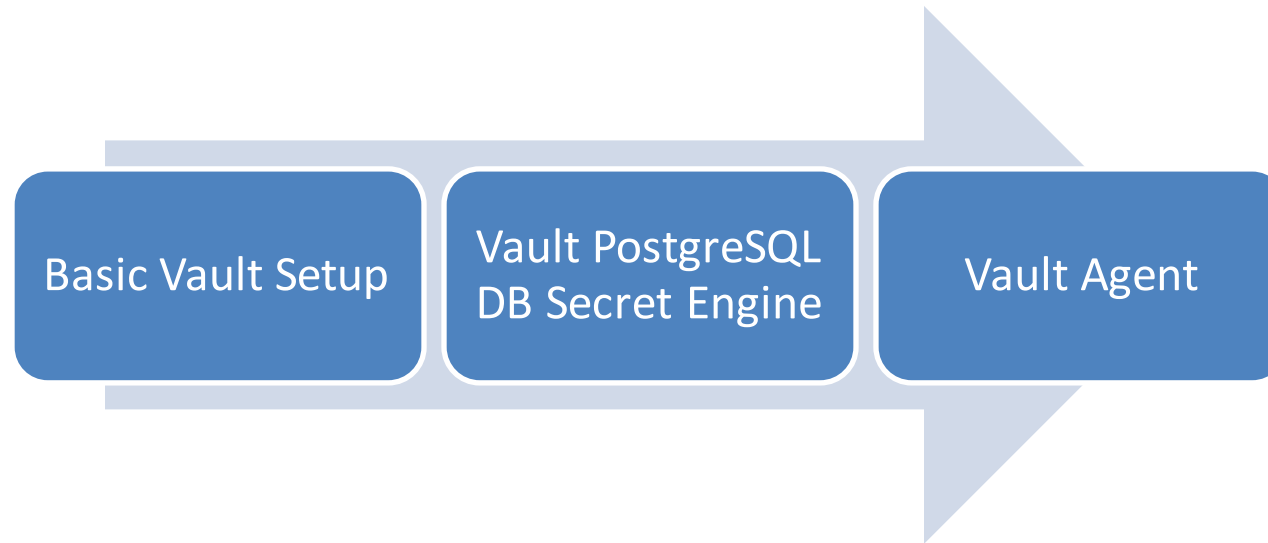 Basic Vault Setup
Vault PostgreSQL
DB Secret Engine
Vault Agent